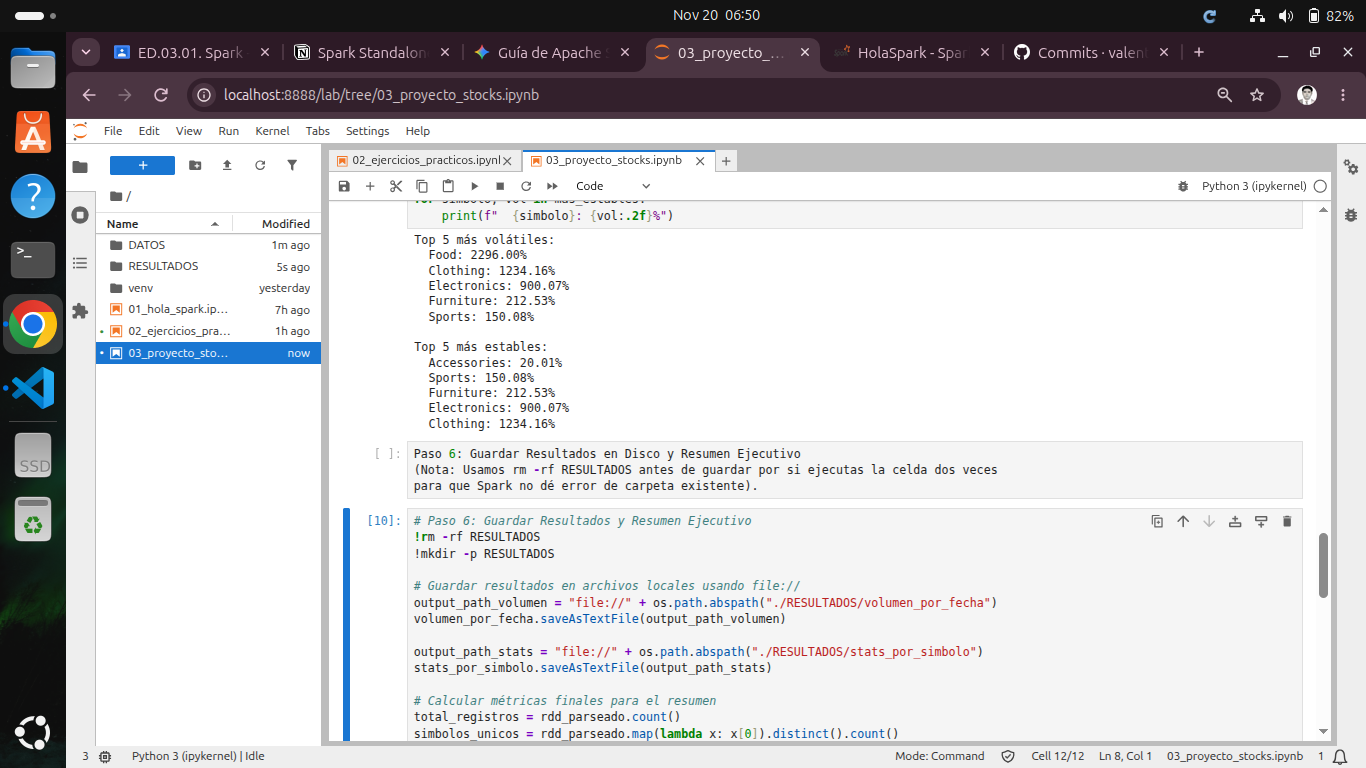 Nov 20 06:50
82%
ED.03.01. Spark
Spark Standalon
Guía de Apache S
03_proyecto_...
HolaSpark - Spar
Commits · valen
localhost:8888/lab/tree/03_proyecto_stocks.ipynb
File Edit View Run Kernel Tabs Settings Help
02_ejercicios_practicos.ipynl
03_proyecto_stocks.ipynb
Code
Python 3 (ipykernel)
/
Name Modified
DATOS 1m ago
RESULTADOS 5s ago
venv yesterday
01_hola_spark.ip... 7h ago
02_ejercicios_pra... 1h ago
03_proyecto_sto... now
for simbolo, vol in mas_estables:
print(f"  {simbolo}: {vol:.2f}%")
Top 5 más volátiles:
Food: 2296.00%
Clothing: 1234.16%
Electronics: 900.07%
Furniture: 212.53%
Sports: 150.08%
Top 5 más estables:
Accessories: 20.01%
Sports: 150.08%
Furniture: 212.53%
Electronics: 900.07%
Clothing: 1234.16%
[ ]:
Paso 6: Guardar Resultados en Disco y Resumen Ejecutivo
(Nota: Usamos rm -rf RESULTADOS antes de guardar por si ejecutas la celda dos veces
para que Spark no dé error de carpeta existente).
[10]:
# Paso 6: Guardar Resultados y Resumen Ejecutivo
!rm -rf RESULTADOS
!mkdir -p RESULTADOS
# Guardar resultados en archivos locales usando file://
output_path_volumen = "file://" + os.path.abspath("./RESULTADOS/volumen_por_fecha")
volumen_por_fecha.saveAsTextFile(output_path_volumen)
output_path_stats = "file://" + os.path.abspath("./RESULTADOS/stats_por_simbolo")
stats_por_simbolo.saveAsTextFile(output_path_stats)
# Calcular métricas finales para el resumen
total_registros = rdd_parseado.count()
simbolos_unicos = rdd_parseado.map(lambda x: x[0]).distinct().count()
SSD
3
Python 3 (ipykernel) | Idle
Mode: Command
Cell 12/12
Ln 8, Col 1
03_proyecto_stocks.ipynb
1